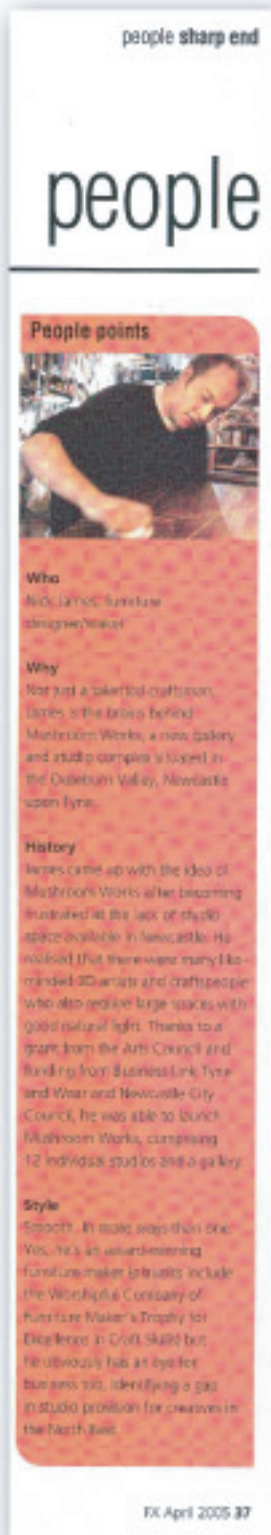 people sharp end
people
People points
Who
Nick James, furniture
designer/maker
Why
Not just a talented craftsman,
James is the brains behind
Mushroom Works, a new gallery
and studio complex situated in
the Ouseburn Valley, Newcastle
upon Tyne.
History
James came up with the idea of
Mushroom Works after becoming
frustrated at the lack of studio
space available in Newcastle. He
realised that there were many like-
minded 3D artists and craftspeople
who also require large spaces with
good natural light. Thanks to a
grant from the Arts Council and
funding from Business Link Tyne
and Wear and Newcastle City
Council, he was able to launch
Mushroom Works, comprising
12 individual studios and a gallery.
Style
Smooth. In more ways than one.
Yes, he's an award-winning
furniture maker (plaudits include
the Worshipful Company of
Furniture Maker's Trophy for
Excellence in Craft Skills) but
he obviously has an eye for
business too, identifying a gap
in studio provision for creatives in
the North East.
FX April 2005 37